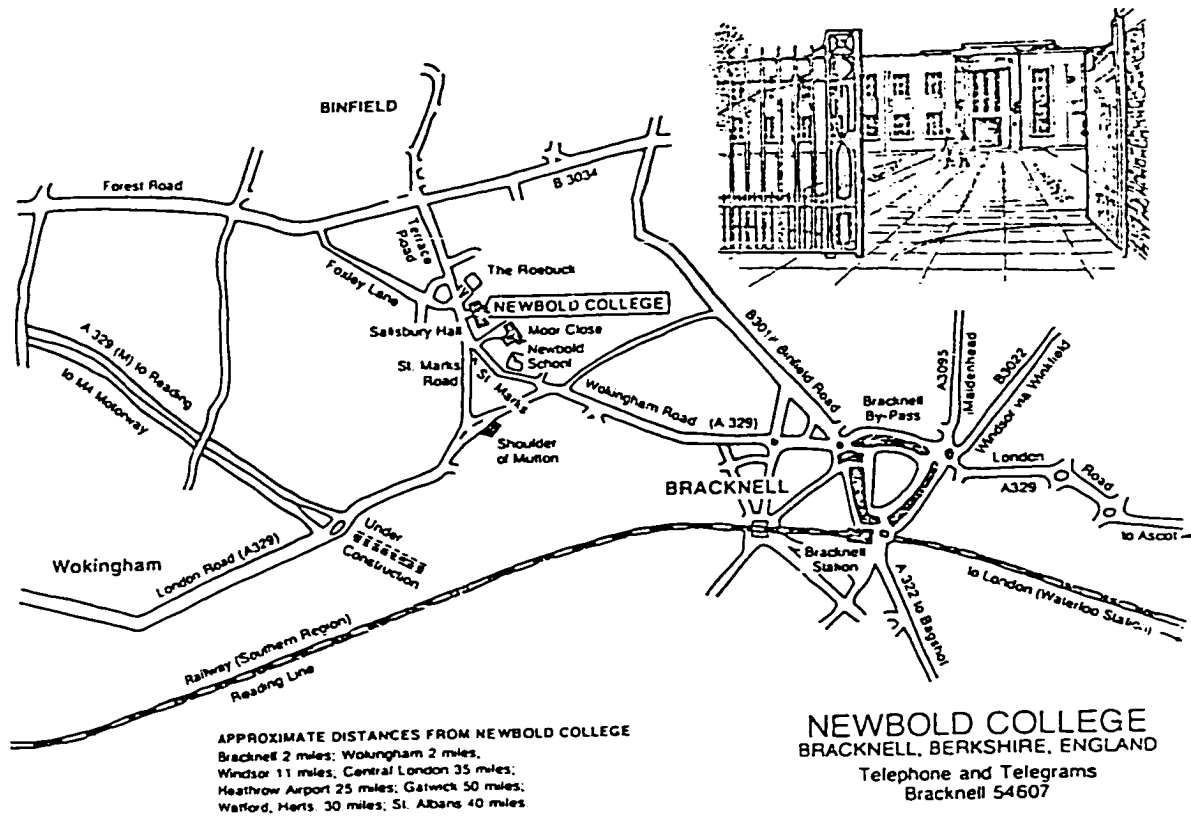 BINFIELD
Forest Road
B 3034
Terrace
Road
Foxley Lane
The Roebuck
NEWBOLD COLLEGE
Salisbury Hall
Moor Close
Newbold
School
St. Marks
Road
St. Marks
A 329 (M) to Reading
to M4 Motorway
Wokingham Road (A 329)
Binfield Road
Bracknell
By-Pass
A3095
Maidenhead
B3022
Windsor via Winkfield
London
Road
A329
to Ascot
Shoulder
of Mutton
BRACKNELL
Under
Construction
Wokingham
London Road (A329)
Bracknell
Station
A 322 to Bagshot
to London (Waterloo Station)
Railway (Southern Region)
Reading Line
APPROXIMATE DISTANCES FROM NEWBOLD COLLEGE
Bracknell 2 miles; Wokingham 2 miles,
Windsor 11 miles; Central London 35 miles;
Heathrow Airport 25 miles; Gatwick 50 miles;
Watford, Herts. 30 miles; St. Albans 40 miles.
NEWBOLD COLLEGE
BRACKNELL, BERKSHIRE, ENGLAND
Telephone and Telegrams
Bracknell 54607